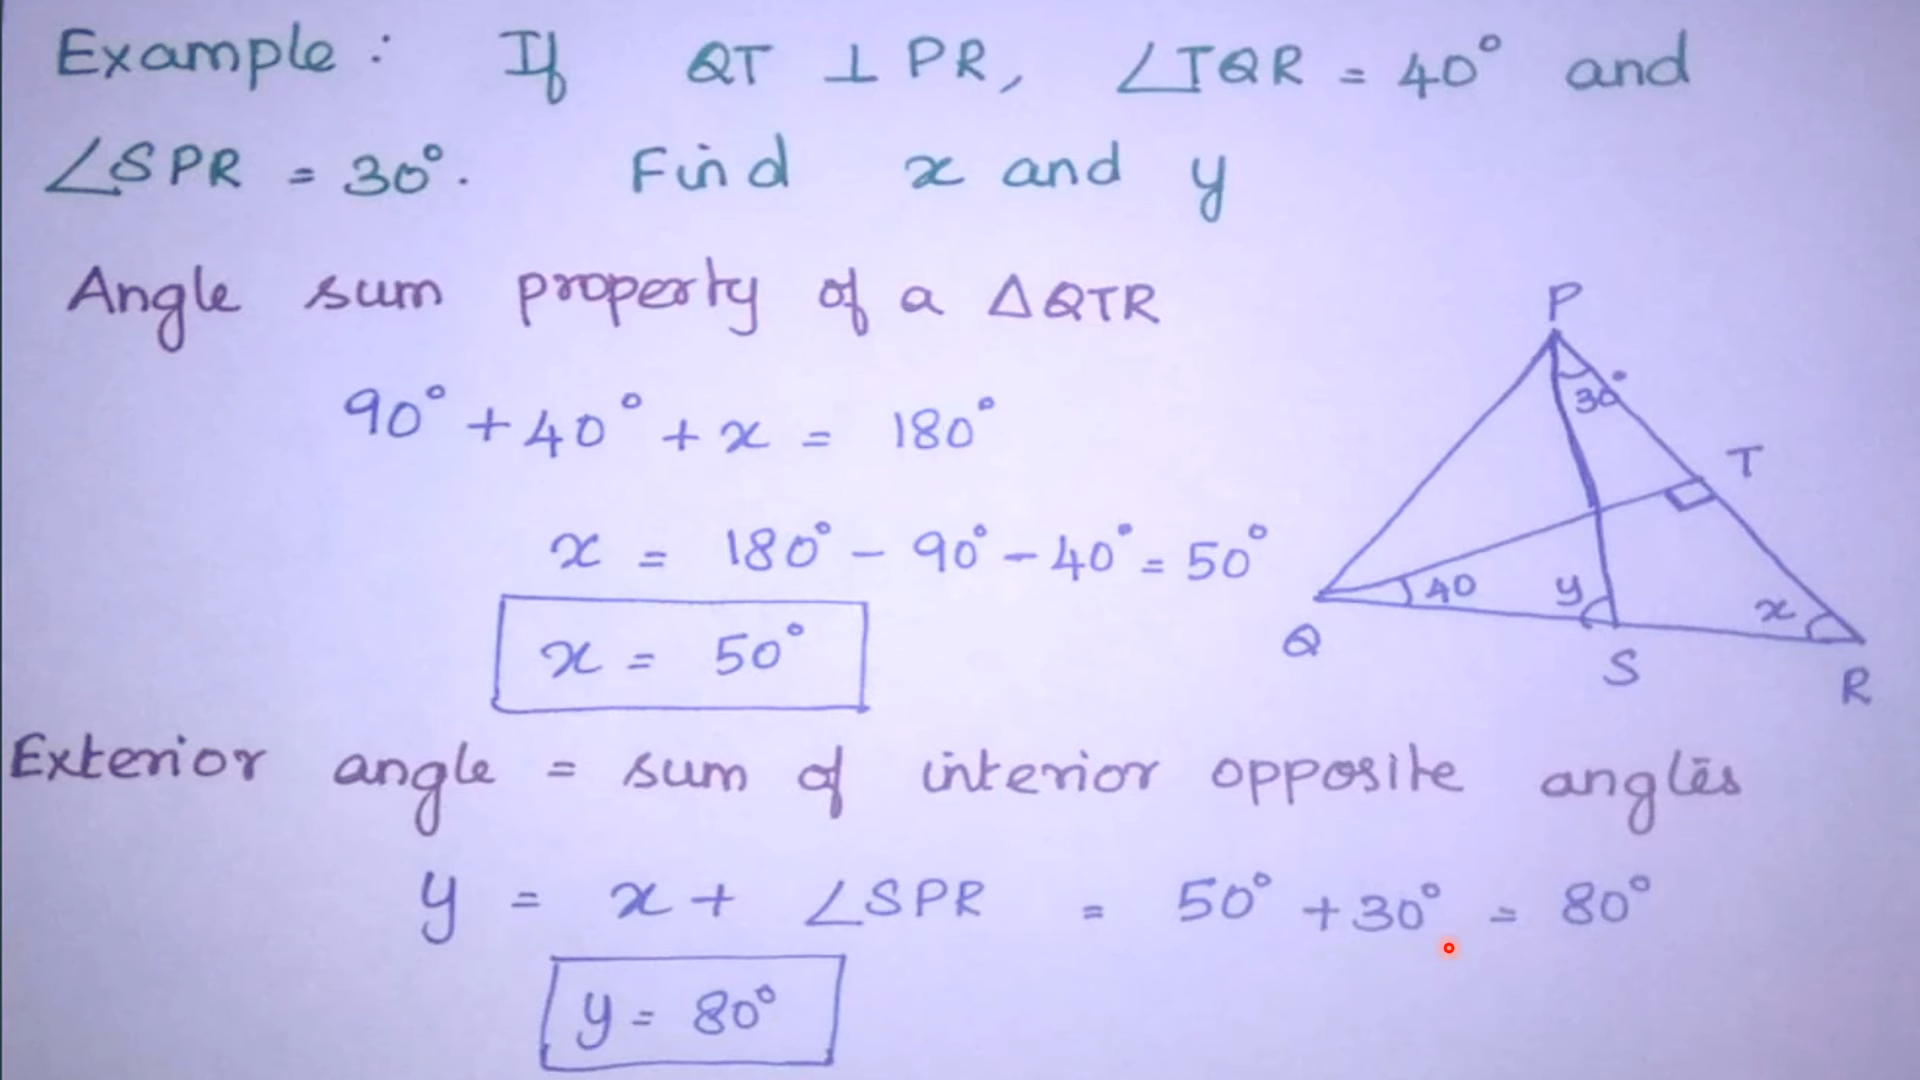 Example: If QT ⊥ PR, ∠TQR = 40° and
∠SPR = 30°. Find x and y
Angle sum property of a △QTR
90° + 40° + x = 180°
x = 180° - 90° - 40° = 50°
x = 50°
P
30°
T
40
y
x
Q
S
R
Exterior angle = sum of interior opposite angles
y = x + ∠SPR = 50° + 30° = 80°
y = 80°